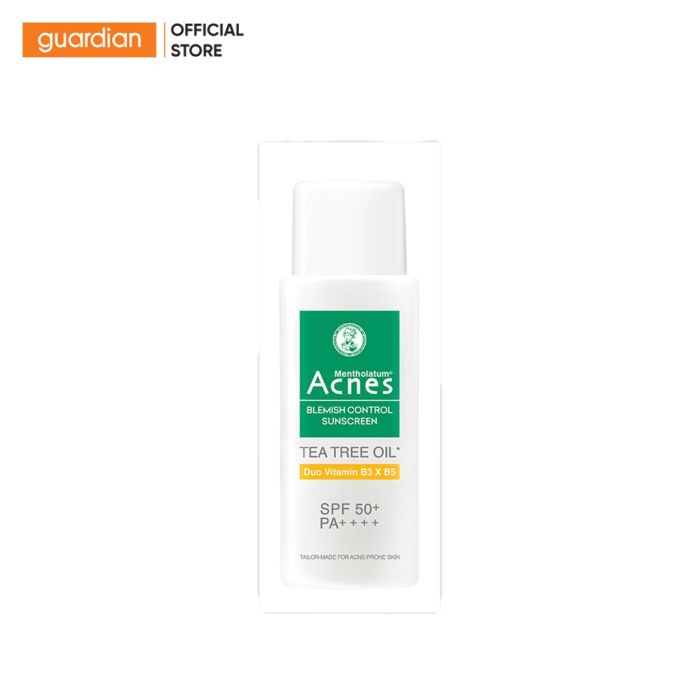 guardian
OFFICIAL
STORE
Mentholatum®
Acnes
BLEMISH CONTROL
SUNSCREEN
TEA TREE OIL*
Duo Vitamin B3 X B5
SPF 50+
PA++++
TAILOR-MADE FOR ACNE-PRONE SKIN